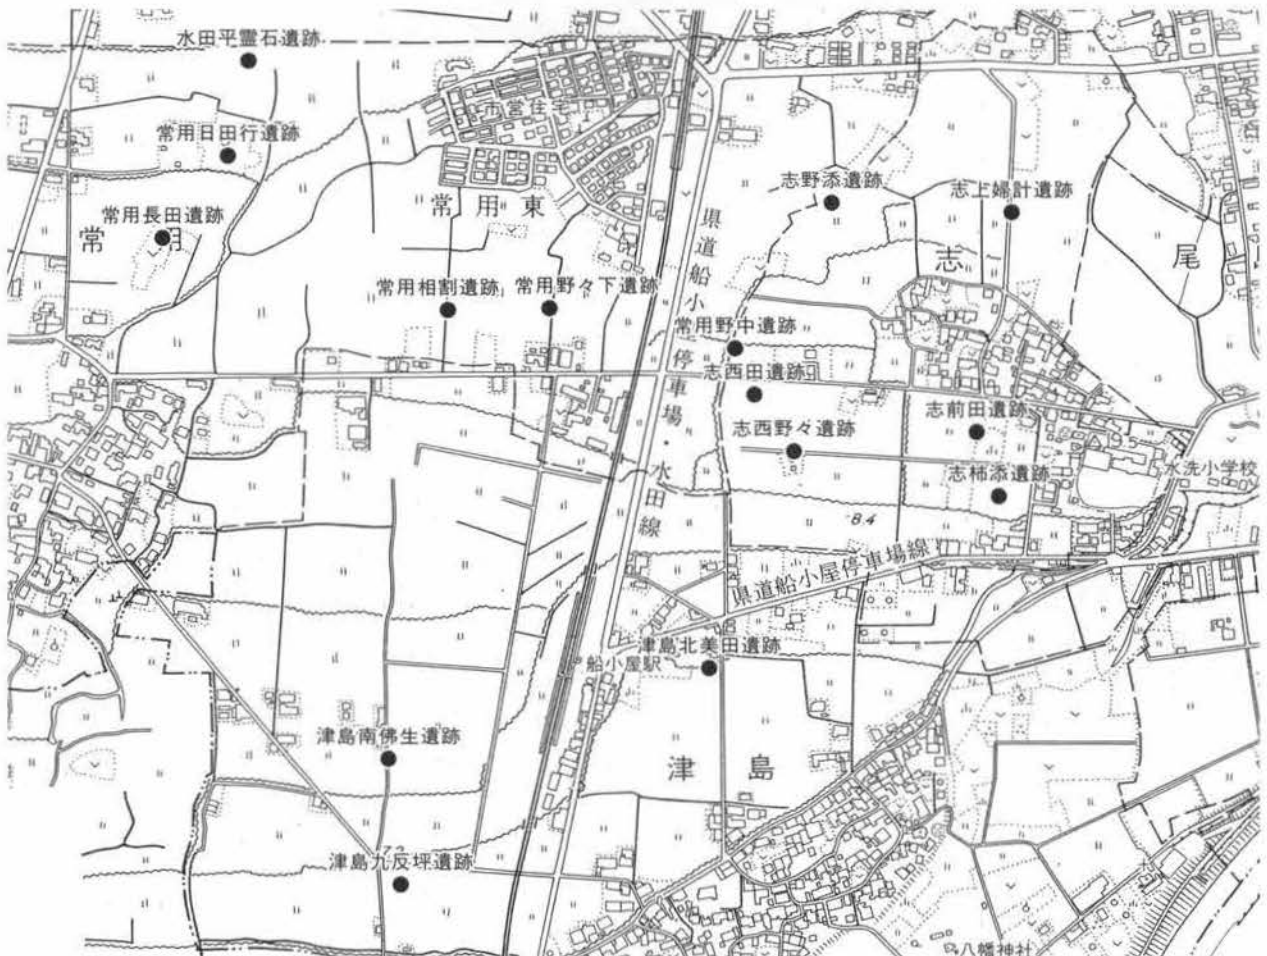 水田平霊石遺跡
市営住宅
常用日田行遺跡
志野添遺跡
志上婦計遺跡
常用長田遺跡
常用東
常用
志
尾
県道船小屋停車場・水田線
常用相割遺跡
常用野々下遺跡
常用野中遺跡
志西田遺跡
志前田遺跡
志西野々遺跡
9.5
水洗小学校
志柿添遺跡
8.4
県道船小屋停車場線
津島北美田遺跡
船小屋駅
津島南佛生遺跡
津島
津島九反坪遺跡
八幡神社